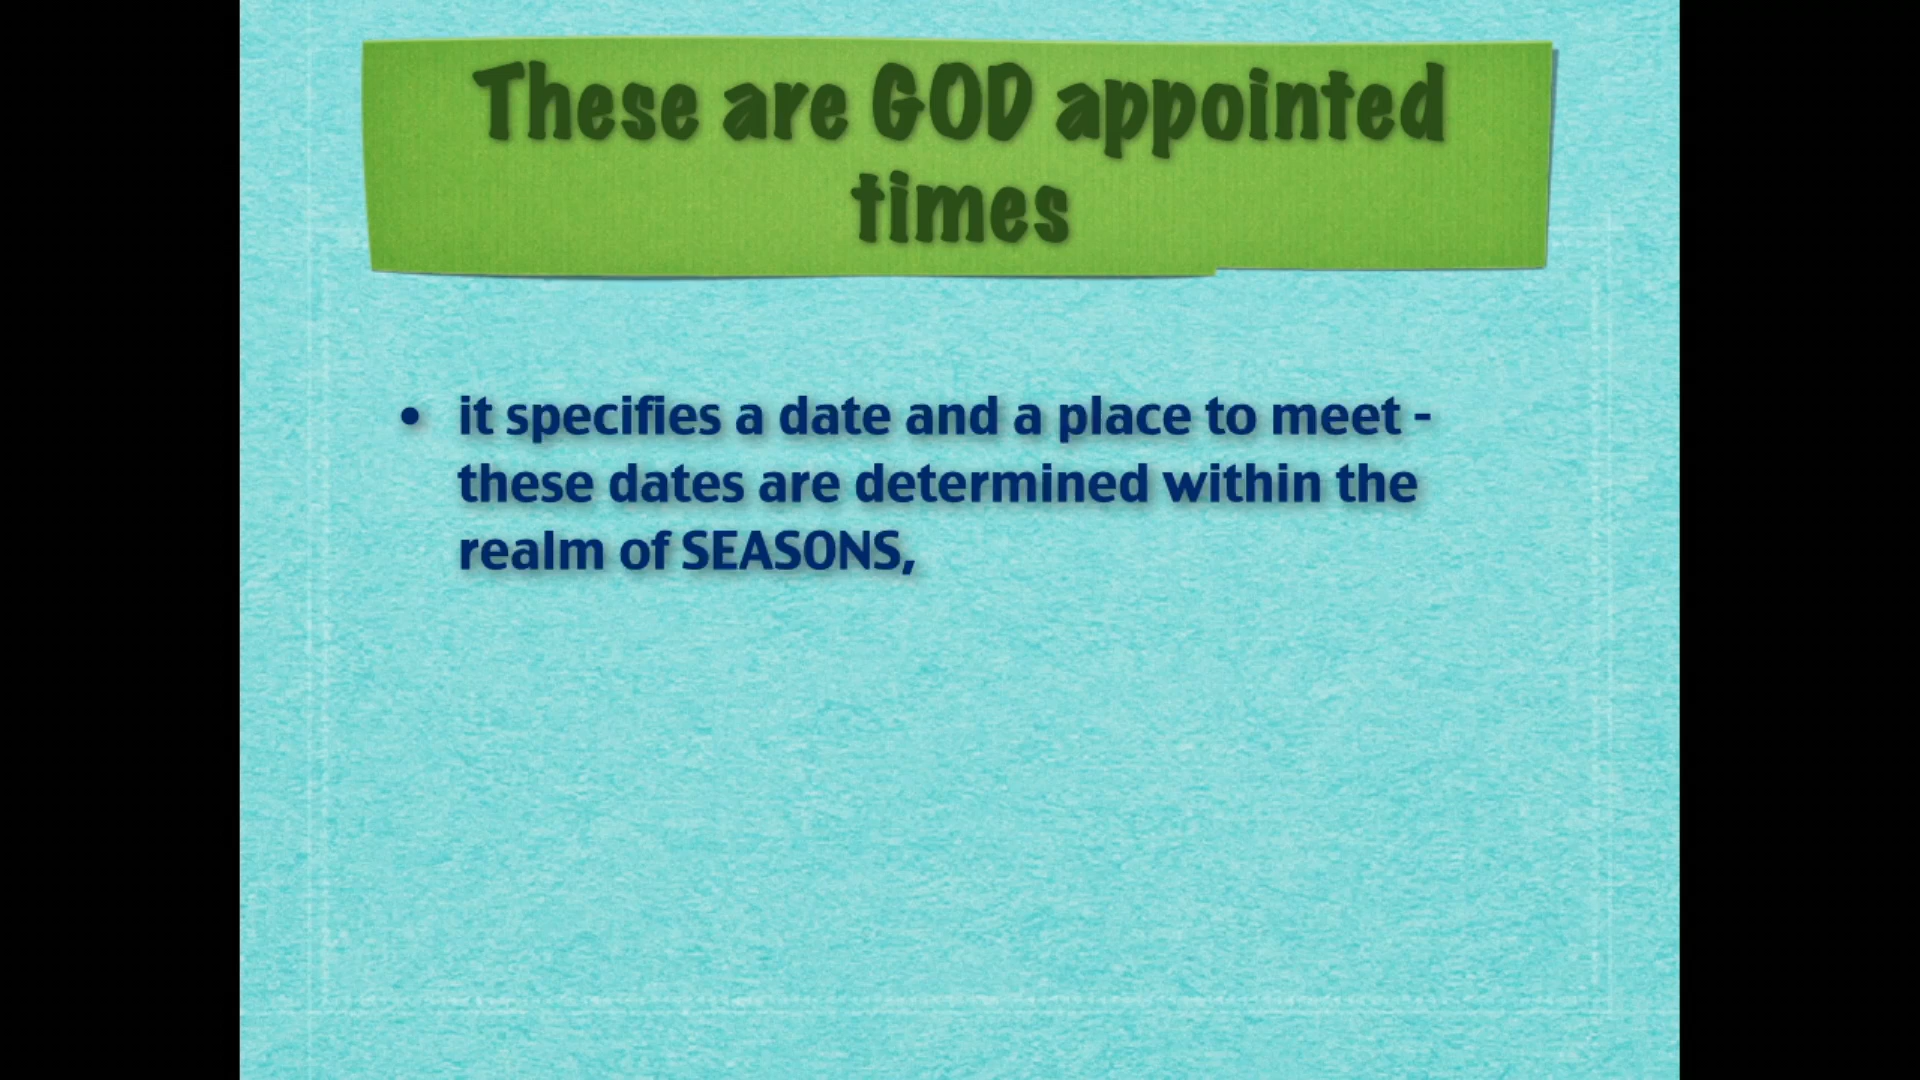 These are GOD appointed
times
• it specifies a date and a place to meet -
these dates are determined within the
realm of SEASONS,